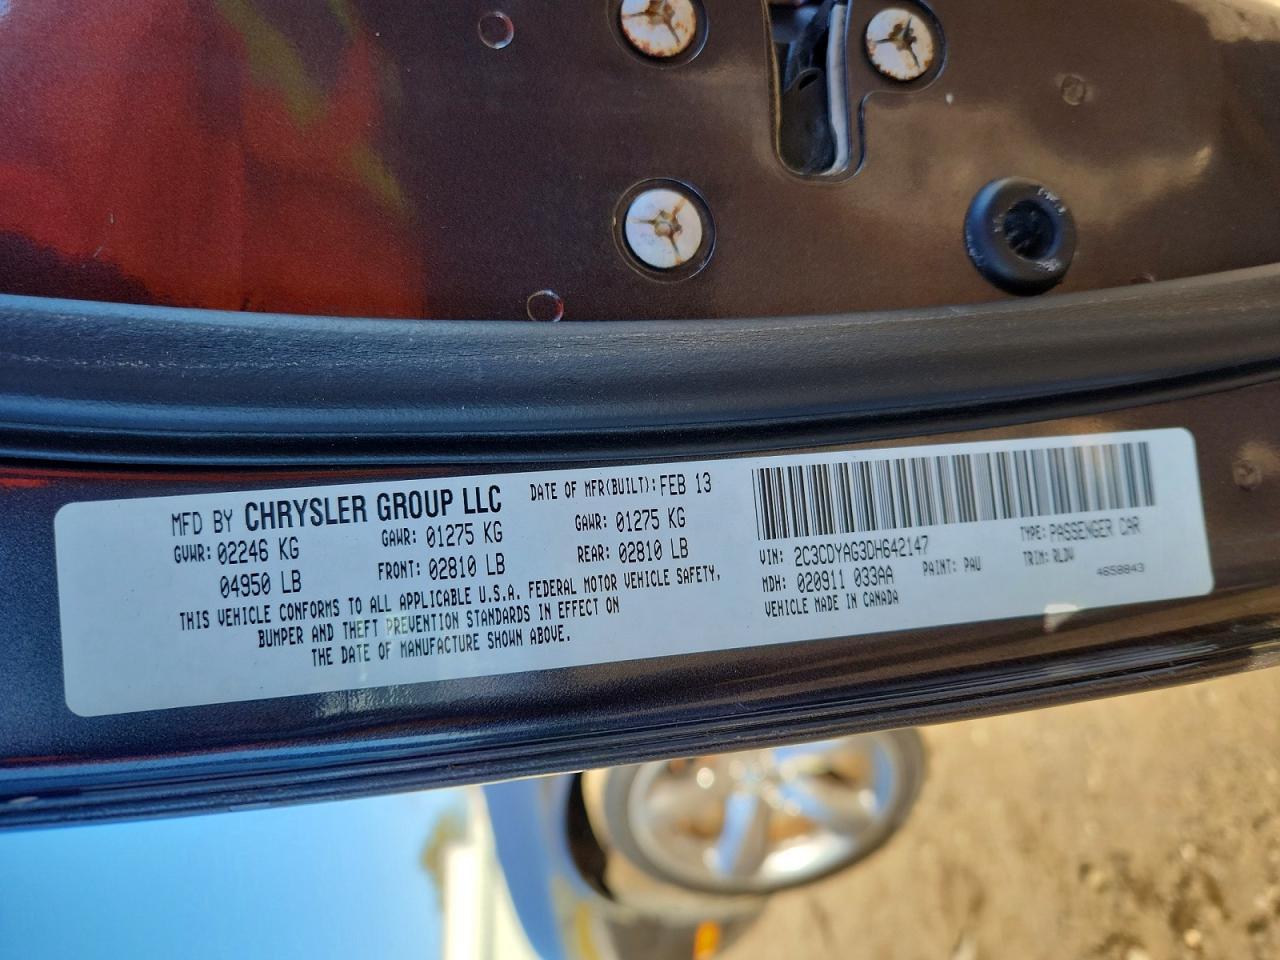 MFD BY CHRYSLER GROUP LLC DATE OF MFR(BUILT): FEB 13
GVWR: 02246 KG GAWR: 01275 KG GAWR: 01275 KG
04950 LB FRONT: 02810 LB REAR: 02810 LB
THIS VEHICLE CONFORMS TO ALL APPLICABLE U.S.A. FEDERAL MOTOR VEHICLE SAFETY,
BUMPER AND THEFT PREVENTION STANDARDS IN EFFECT ON
THE DATE OF MANUFACTURE SHOWN ABOVE.
VIN: 2C3CDYAG3DH642147 TYPE: PASSENGER CAR
MDH: 020911 033AA PAINT: PAU TRIM: RLDV
VEHICLE MADE IN CANADA 4658843